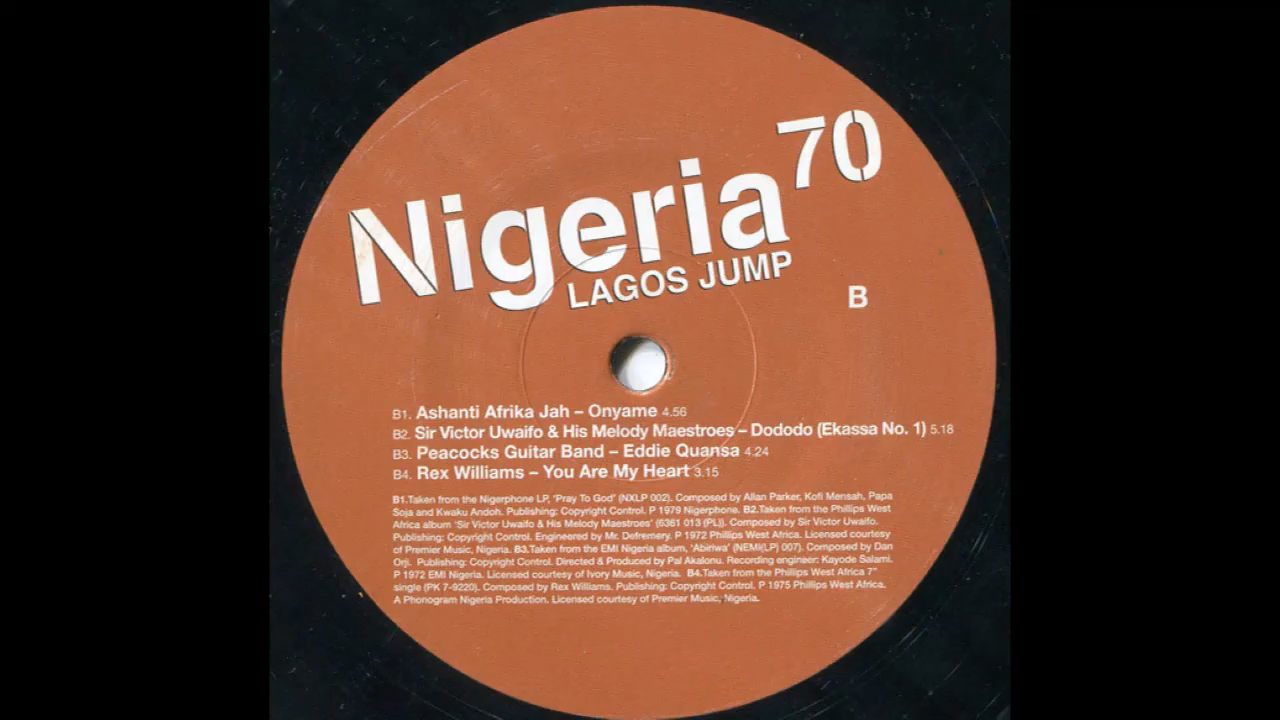 Nigeria 70
LAGOS JUMP
B
B1. Ashanti Afrika Jah – Onyame 4.56
B2. Sir Victor Uwaifo & His Melody Maestroes – Dododo (Ekassa No. 1) 5.18
B3. Peacocks Guitar Band – Eddie Quansa 4.24
B4. Rex Williams – You Are My Heart 3.15
B1.Taken from the Nigerphone LP, 'Pray To God' (NXLP 002). Composed by Allan Parker, Kofi Mensah, Papa
Soja and Kwaku Andoh. Publishing: Copyright Control. P 1979 Nigerphone. B2.Taken from the Phillips West
Africa album 'Sir Victor Uwaifo & His Melody Maestroes' (6361 013 (PL)). Composed by Sir Victor Uwaifo.
Publishing: Copyright Control. Engineered by Mr. Defremery. P 1972 Phillips West Africa. Licensed courtesy
of Premier Music, Nigeria. B3.Taken from the EMI Nigeria album, 'Abiriwa' (NEMI(LP) 007). Composed by Dan
Orji. Publishing: Copyright Control. Directed & Produced by Pal Akalonu. Recording engineer: Kayode Salami.
P 1972 EMI Nigeria. Licensed courtesy of Ivory Music, Nigeria. B4.Taken from the Phillips West Africa 7"
single (PK 7-9220). Composed by Rex Williams. Publishing: Copyright Control. P 1975 Phillips West Africa.
A Phonogram Nigeria Production. Licensed courtesy of Premier Music, Nigeria.